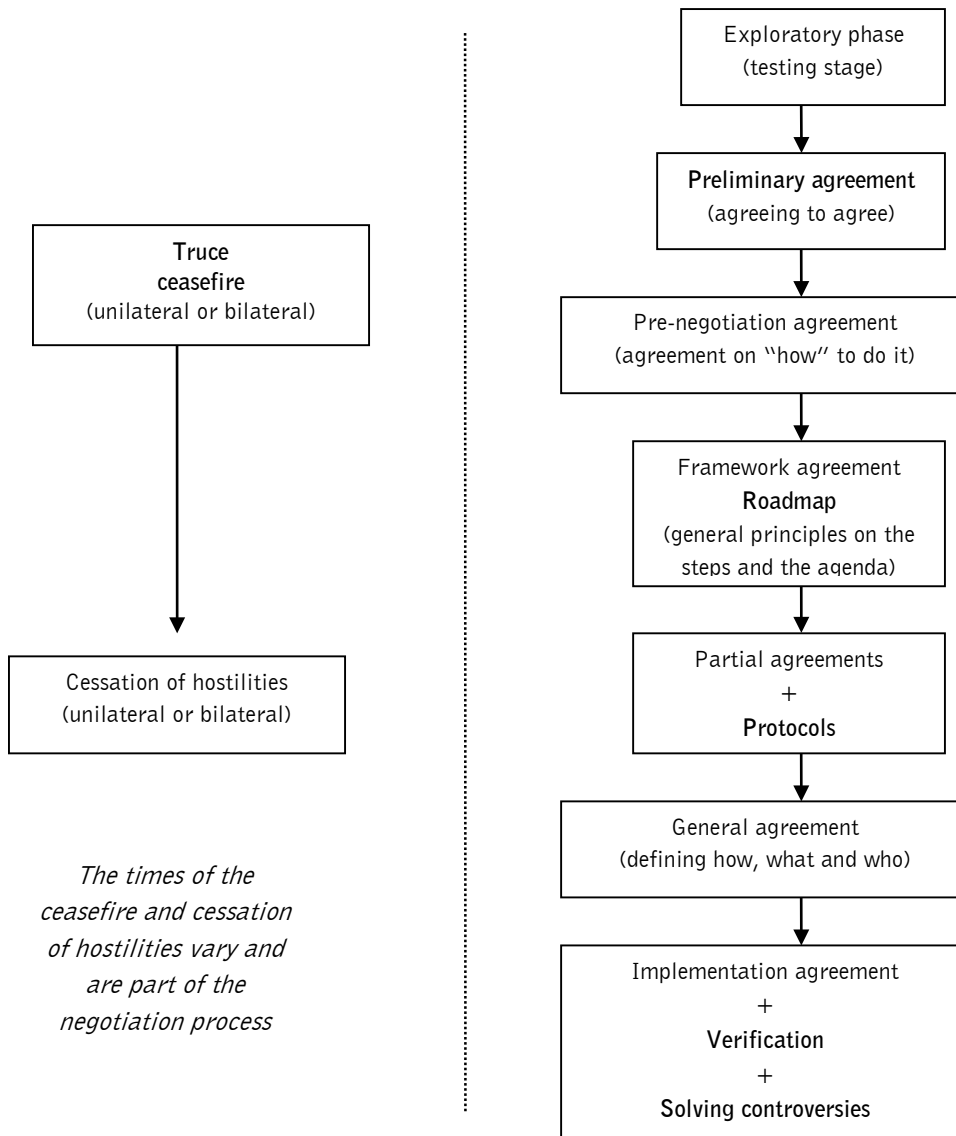 Truce
ceasefire
(unilateral or bilateral)
Cessation of hostilities
(unilateral or bilateral)
The times of the
ceasefire and cessation
of hostilities vary and
are part of the
negotiation process
Exploratory phase
(testing stage)
Preliminary agreement
(agreeing to agree)
Pre-negotiation agreement
(agreement on “how” to do it)
Framework agreement
Roadmap
(general principles on the
steps and the agenda)
Partial agreements
+
Protocols
General agreement
(defining how, what and who)
Implementation agreement
+
Verification
+
Solving controversies